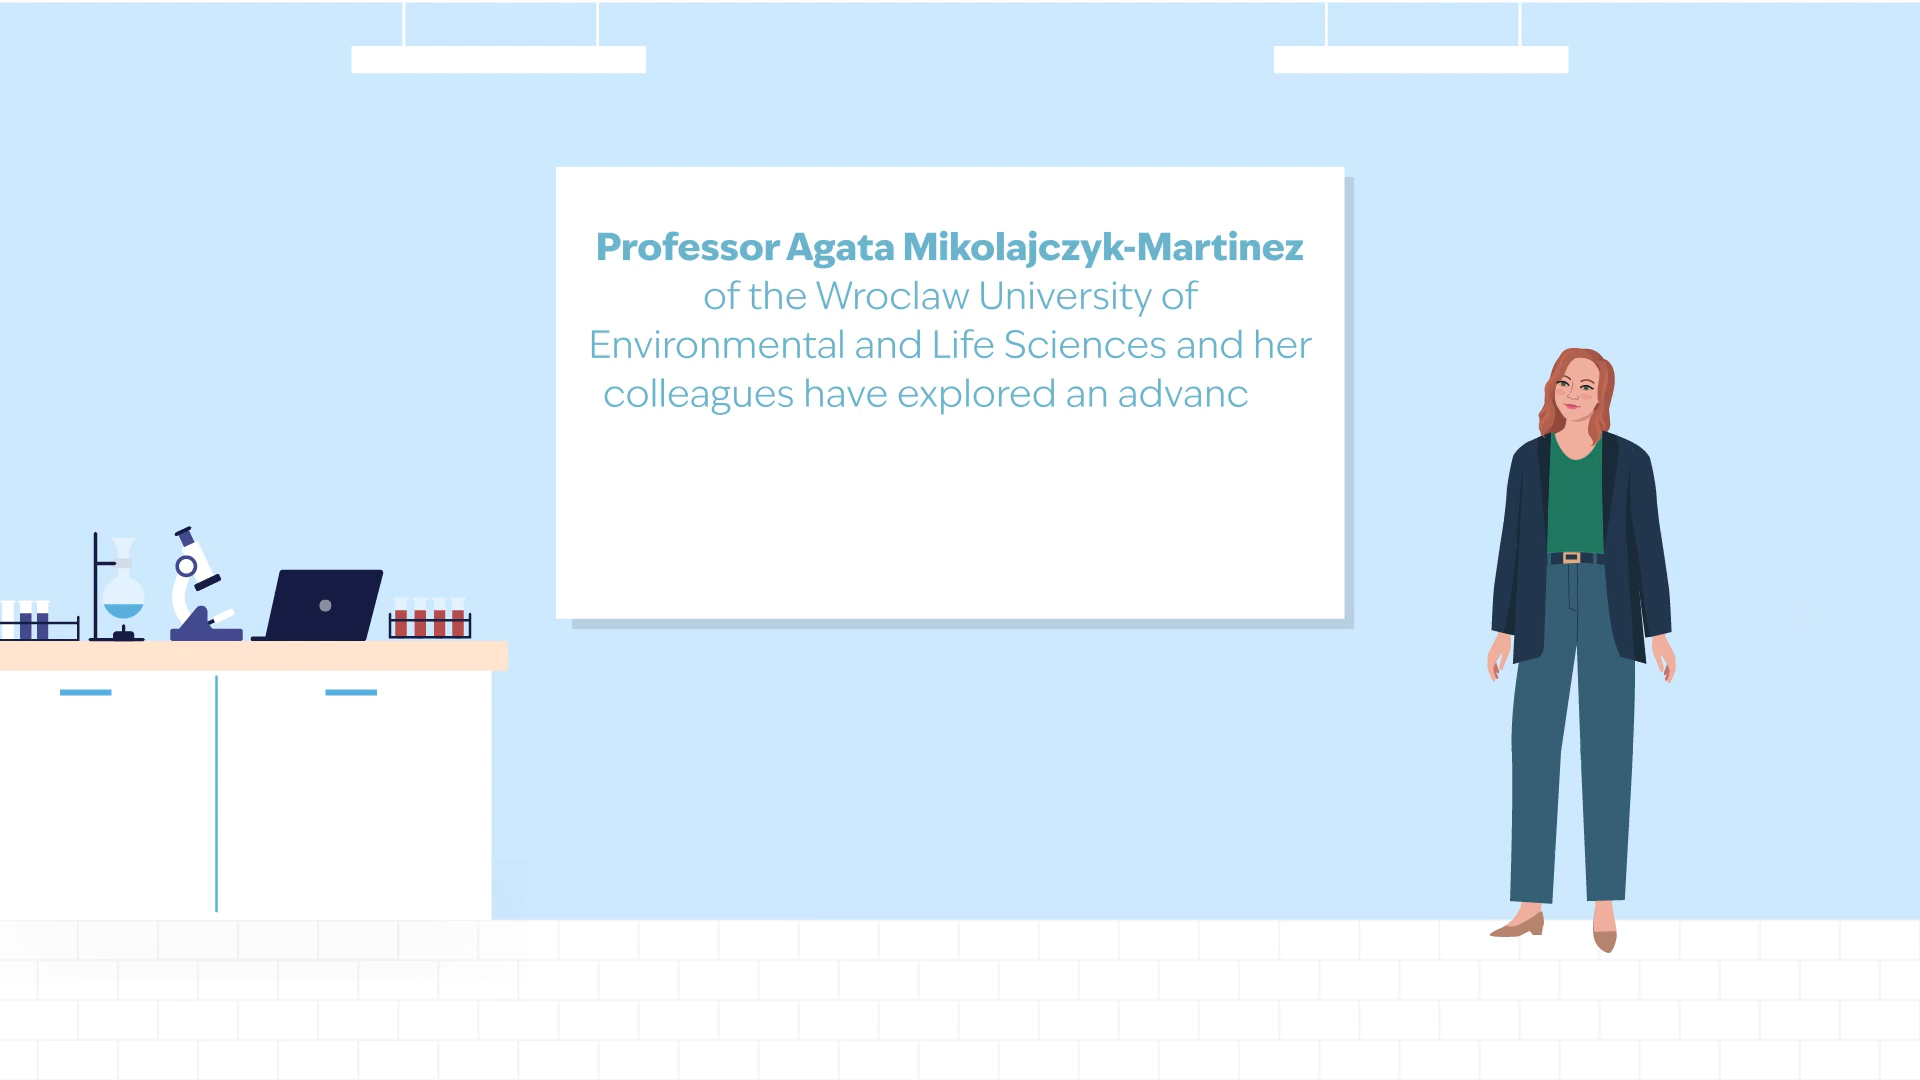 Professor Agata Mikolajczyk-Martinez
of the Wroclaw University of
Environmental and Life Sciences and her
colleagues have explored an advanc